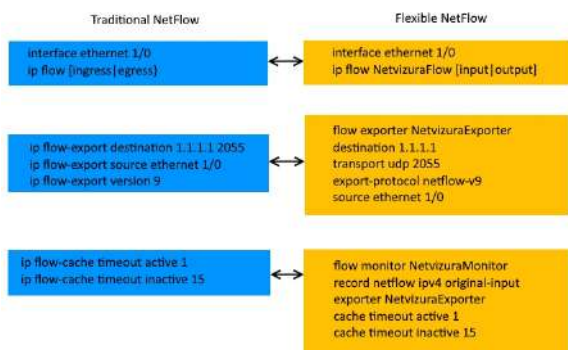 Traditional NetFlow
Flexible NetFlow
interface ethernet 1/0
ip flow {ingress|egress}
interface ethernet 1/0
ip flow NetvizuraFlow [input|output]
ip flow-export destination 1.1.1.1 2055
ip flow-export source ethernet 1/0
ip flow-export version 9
flow exporter NetvizuraExporter
destination 1.1.1.1
transport udp 2055
export-protocol netflow-v9
source ethernet 1/0
ip flow-cache timeout active 1
ip flow-cache timeout inactive 15
flow monitor NetvizuraMonitor
record netflow ipv4 original-input
exporter NetvizuraExporter
cache timeout active 1
cache timeout inactive 15